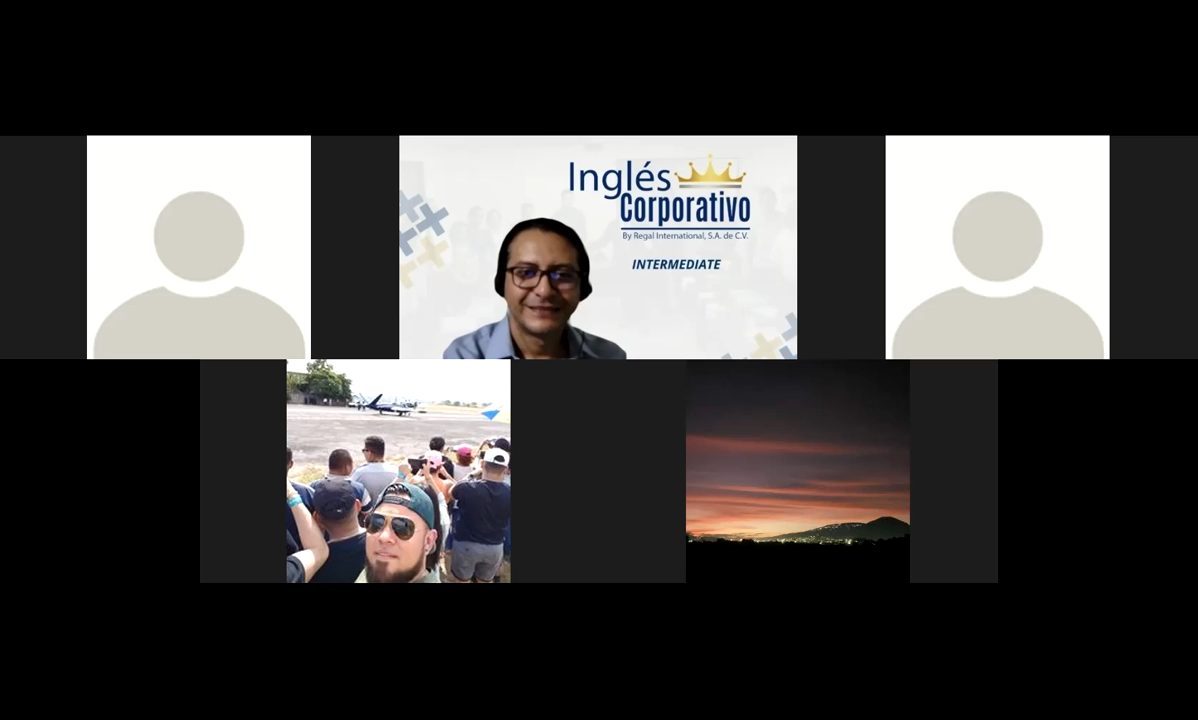 Inglés
Corporativo
By Regal International, S.A. de C.V.
INTERMEDIATE